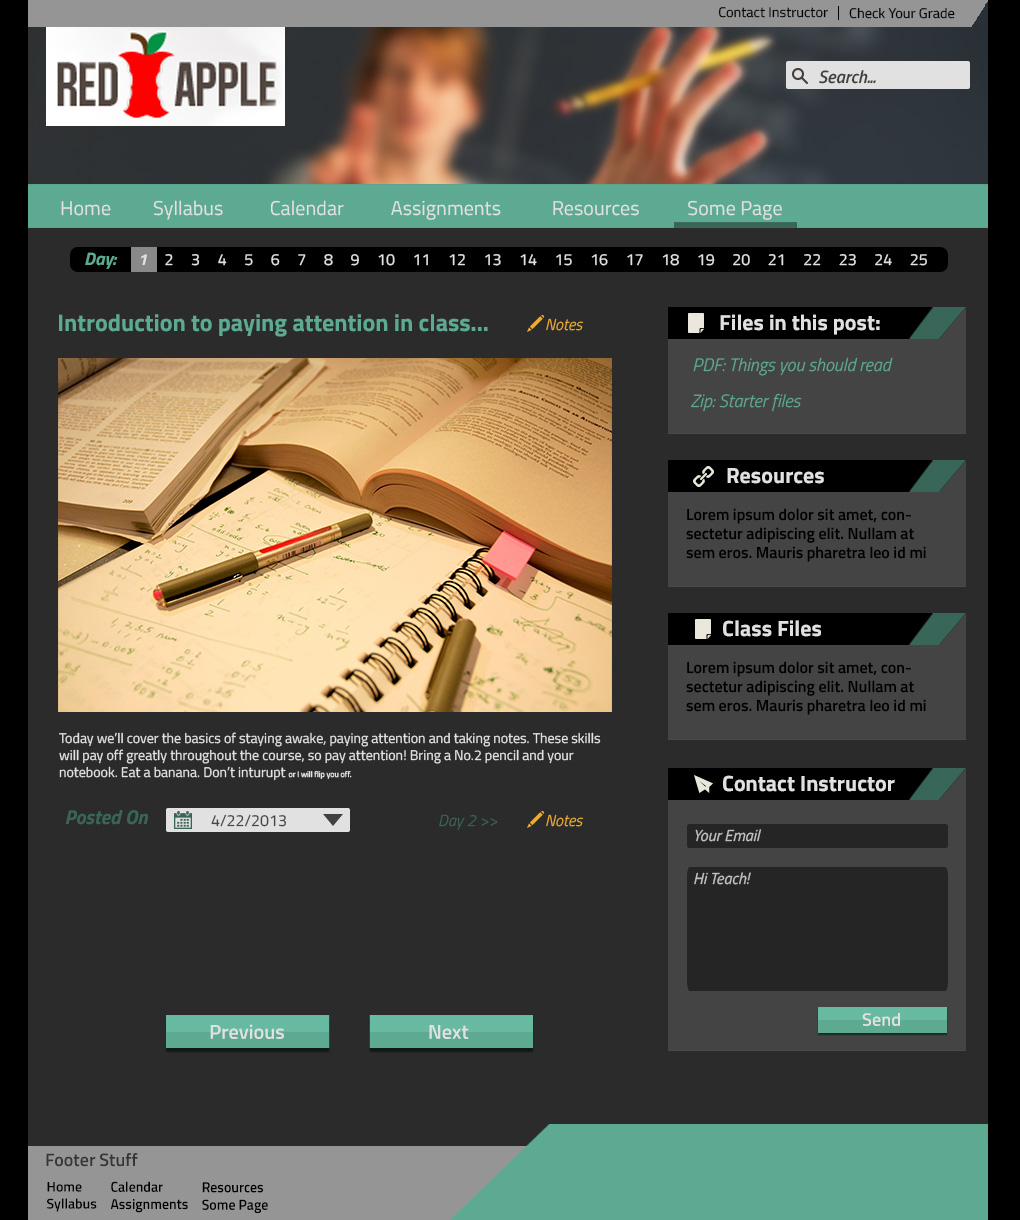 Contact Instructor | Check Your Grade
RED APPLE
Search...
Home Syllabus Calendar Assignments Resources Some Page
Day: 1 2 3 4 5 6 7 8 9 10 11 12 13 14 15 16 17 18 19 20 21 22 23 24 25
Introduction to paying attention in class... Notes
Today we'll cover the basics of staying awake, paying attention and taking notes. These skills
will pay off greatly throughout the course, so pay attention! Bring a No.2 pencil and your
notebook. Eat a banana. Don't inturupt or I will flip you off.
Posted On 4/22/2013 Day 2 >> Notes
Previous Next
Files in this post:
PDF: Things you should read
Zip: Starter files
Resources
Lorem ipsum dolor sit amet, con-
sectetur adipiscing elit. Nullam at
sem eros. Mauris pharetra leo id mi
Class Files
Lorem ipsum dolor sit amet, con-
sectetur adipiscing elit. Nullam at
sem eros. Mauris pharetra leo id mi
Contact Instructor
Your Email
Hi Teach!
Send
Footer Stuff
Home Calendar Resources
Syllabus Assignments Some Page